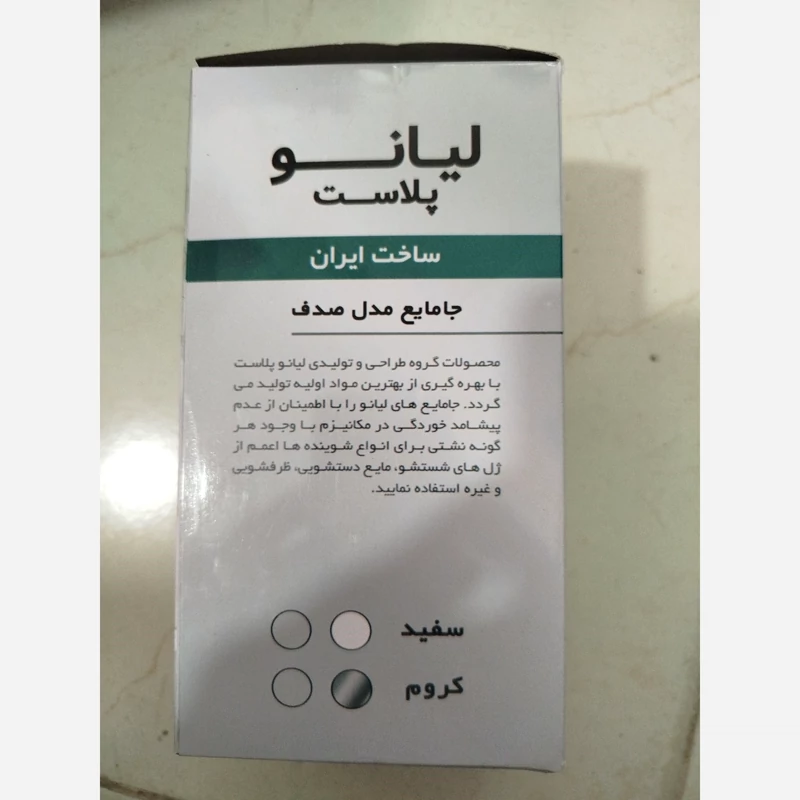 لیانو
پلاست
ساخت ایران
جامایع مدل صدف
محصولات گروه طراحی و تولیدی لیانو پلاست
با بهره گیری از بهترین مواد اولیه تولید می
گردد. جامایع های لیانو را با اطمینان از عدم
پیشامد خوردگی در مکانیزم با وجود هر
گونه نشتی برای انواع شوینده ها اعمم از
ژل های شستشو، مایع دستشویی، ظرفشویی
و غیره استفاده نمایید.
سفید
کروم